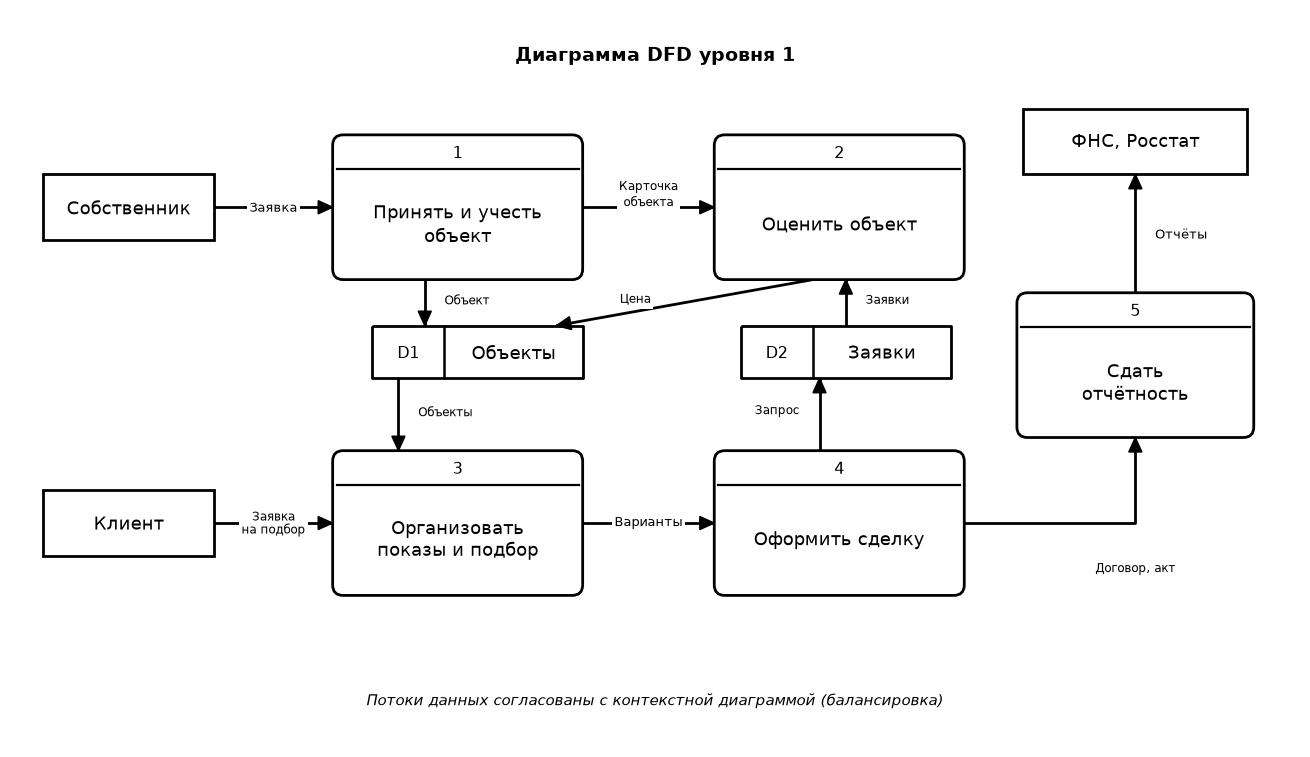 Диаграмма DFD уровня 1
ФНС, Росстат
1
2
Собственник
Заявка
Принять и учесть
объект
Карточка
объекта
Оценить объект
Отчёты
Объект
Цена
Заявки
5
D1
Объекты
D2
Заявки
Сдать
отчётность
Объекты
Запрос
3
4
Клиент
Заявка
на подбор
Организовать
показы и подбор
Варианты
Оформить сделку
Договор, акт
Потоки данных согласованы с контекстной диаграммой (балансировка)